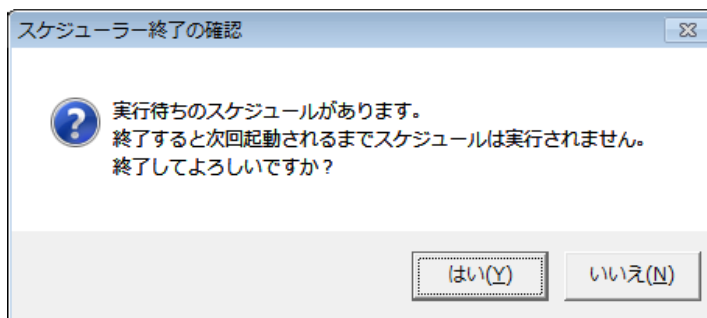 スケジューラー終了の確認
実行待ちのスケジュールがあります。
終了すると次回起動されるまでスケジュールは実行されません。
終了してよろしいですか?
はい(Y) いいえ(N)